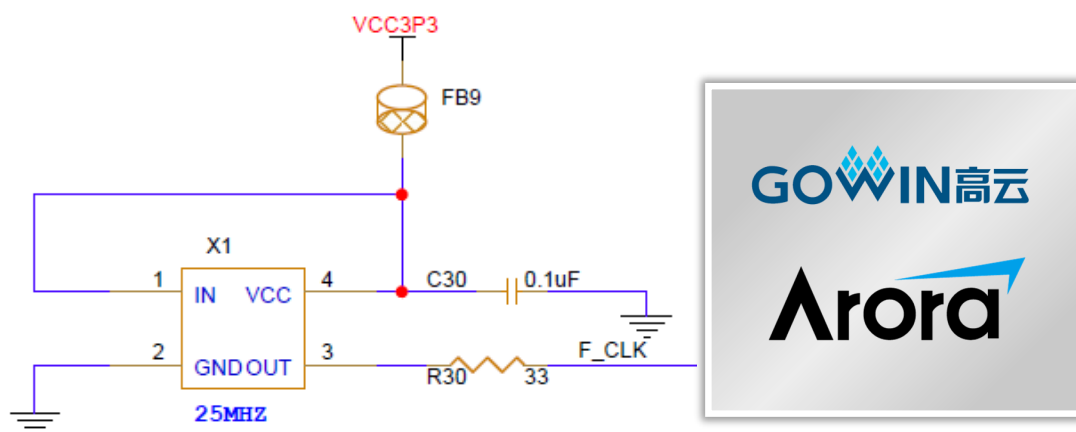 VCC3P3
FB9
X1
1
IN
VCC
4
C30
0.1uF
2
GND
OUT
3
R30
33
F_CLK
25MHZ
GOWIN高云
Arora